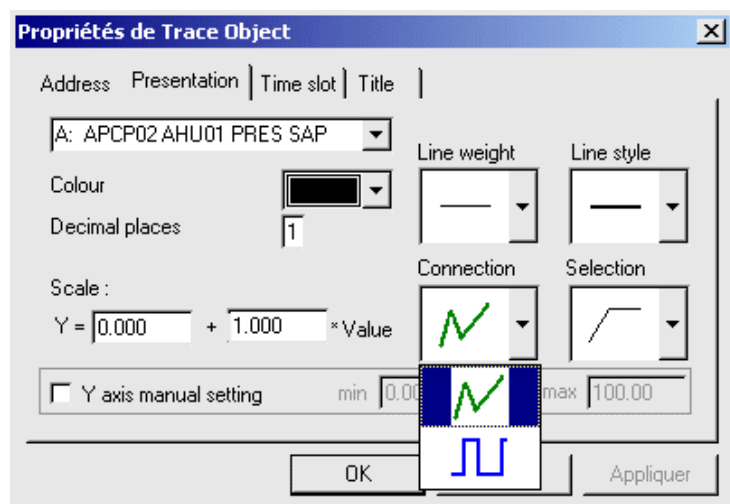 Propriétés de Trace Object
Address Presentation Time slot Title
A: APCP02 AHU01 PRES SAP
Line weight Line style
Colour
Decimal places 1
Connection Selection
Scale :
Y = 0.000 + 1.000 * Value
Y axis manual setting min 0.00 max 100.00
OK Appliquer